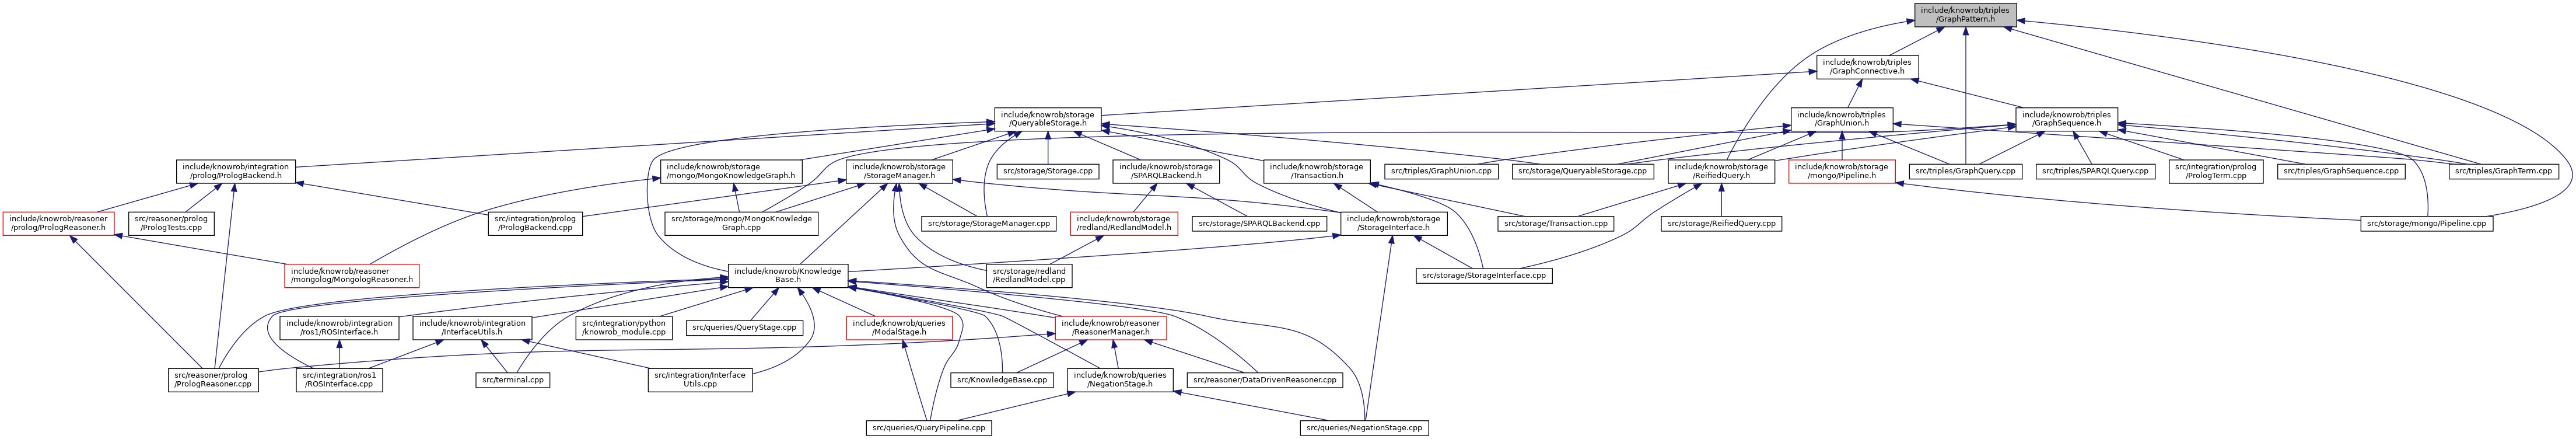 include/knowrob/triples
/GraphPattern.h
include/knowrob/triples
/GraphConnective.h
include/knowrob/storage
/QueryableStorage.h
include/knowrob/triples
/GraphUnion.h
include/knowrob/triples
/GraphSequence.h
include/knowrob/integration
/prolog/PrologBackend.h
include/knowrob/storage
/mongo/MongoKnowledgeGraph.h
include/knowrob/storage
/StorageManager.h
src/storage/Storage.cpp
include/knowrob/storage
/SPARQLBackend.h
include/knowrob/storage
/Transaction.h
src/triples/GraphUnion.cpp
src/storage/QueryableStorage.cpp
include/knowrob/storage
/ReifiedQuery.h
include/knowrob/storage
/mongo/Pipeline.h
src/triples/GraphQuery.cpp
src/triples/SPARQLQuery.cpp
src/integration/prolog
/PrologTerm.cpp
src/triples/GraphSequence.cpp
src/triples/GraphTerm.cpp
include/knowrob/reasoner
/prolog/PrologReasoner.h
src/reasoner/prolog
/PrologTests.cpp
src/integration/prolog
/PrologBackend.cpp
src/storage/mongo/MongoKnowledge
Graph.cpp
src/storage/StorageManager.cpp
include/knowrob/storage
/redland/RedlandModel.h
src/storage/SPARQLBackend.cpp
include/knowrob/storage
/StorageInterface.h
src/storage/Transaction.cpp
src/storage/ReifiedQuery.cpp
src/storage/mongo/Pipeline.cpp
include/knowrob/reasoner
/mongolog/MongologReasoner.h
include/knowrob/Knowledge
Base.h
src/storage/redland
/RedlandModel.cpp
src/storage/StorageInterface.cpp
include/knowrob/integration
/ros1/ROSInterface.h
include/knowrob/integration
/InterfaceUtils.h
src/integration/python
/knowrob_module.cpp
src/queries/QueryStage.cpp
include/knowrob/queries
/ModalStage.h
include/knowrob/reasoner
/ReasonerManager.h
src/reasoner/prolog
/PrologReasoner.cpp
src/integration/ros1
/ROSInterface.cpp
src/terminal.cpp
src/integration/Interface
Utils.cpp
src/KnowledgeBase.cpp
include/knowrob/queries
/NegationStage.h
src/reasoner/DataDrivenReasoner.cpp
src/queries/QueryPipeline.cpp
src/queries/NegationStage.cpp